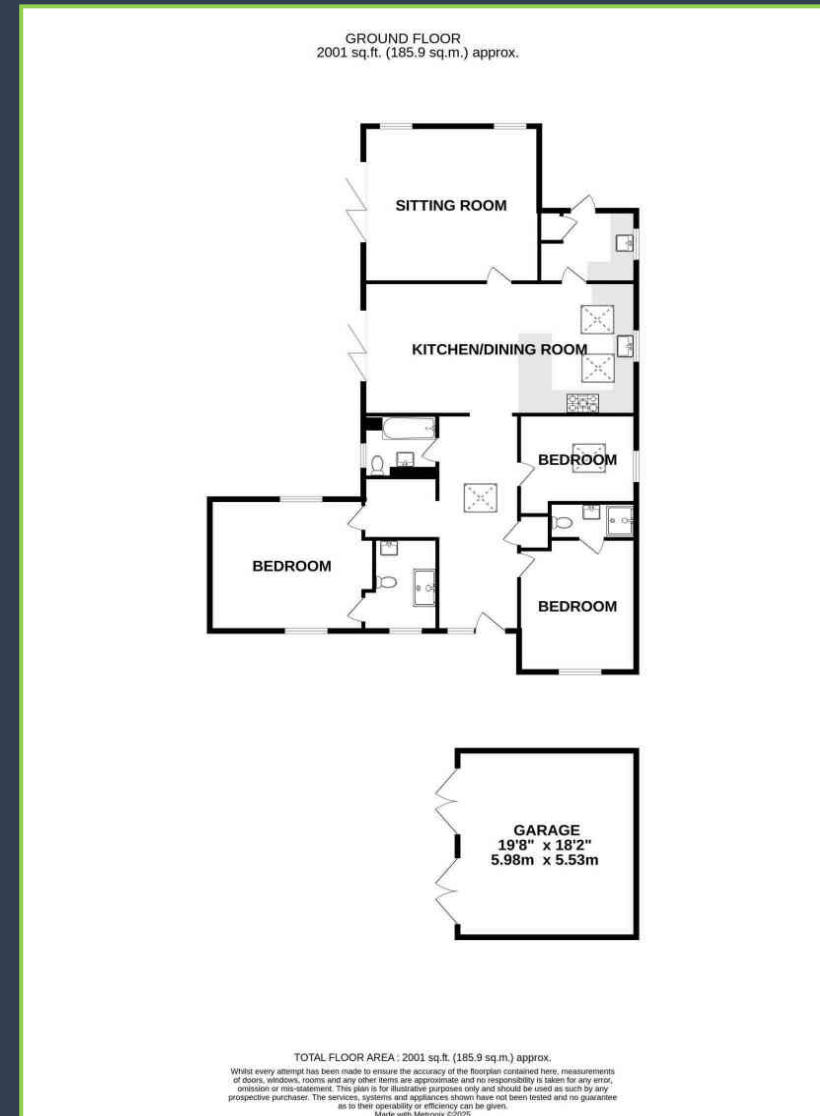 GROUND FLOOR
2001 sq.ft. (185.9 sq.m.) approx.
SITTING ROOM
KITCHEN/DINING ROOM
BEDROOM
BEDROOM
BEDROOM
GARAGE
19'8" x 18'2"
5.98m x 5.53m
TOTAL FLOOR AREA : 2001 sq.ft. (185.9 sq.m.) approx.
Whilst every attempt has been made to ensure the accuracy of the floorplan contained here, measurements
of doors, windows, rooms and any other items are approximate and no responsibility is taken for any error,
omission or mis-statement. This plan is for illustrative purposes only and should be used as such by any
prospective purchaser. The services, systems and appliances shown have not been tested and no guarantee
as to their operability or efficiency can be given.
Made with Metropix ©2025